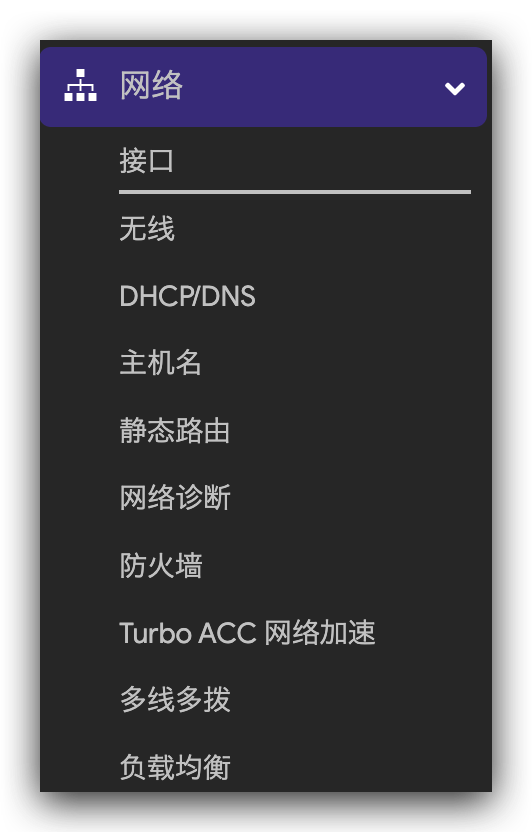 网络
接口
无线
DHCP/DNS
主机名
静态路由
网络诊断
防火墙
Turbo ACC 网络加速
多线多拨
负载均衡